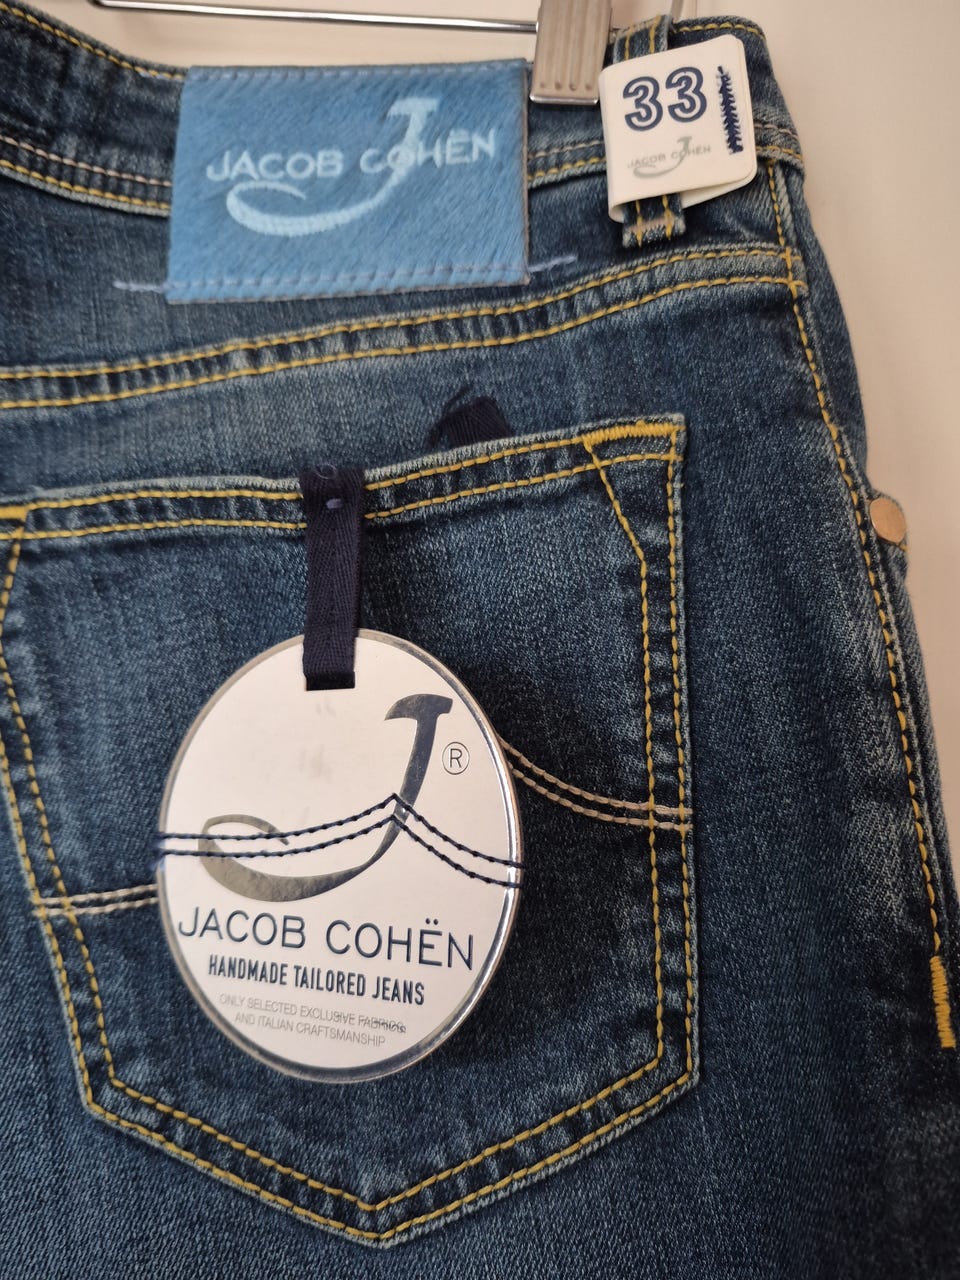 JACOB COHËN
33
JACOB COHËN
®
JACOB COHËN
HANDMADE TAILORED JEANS
ONLY SELECTED EXCLUSIVE FABRICS
AND ITALIAN CRAFTSMANSHIP